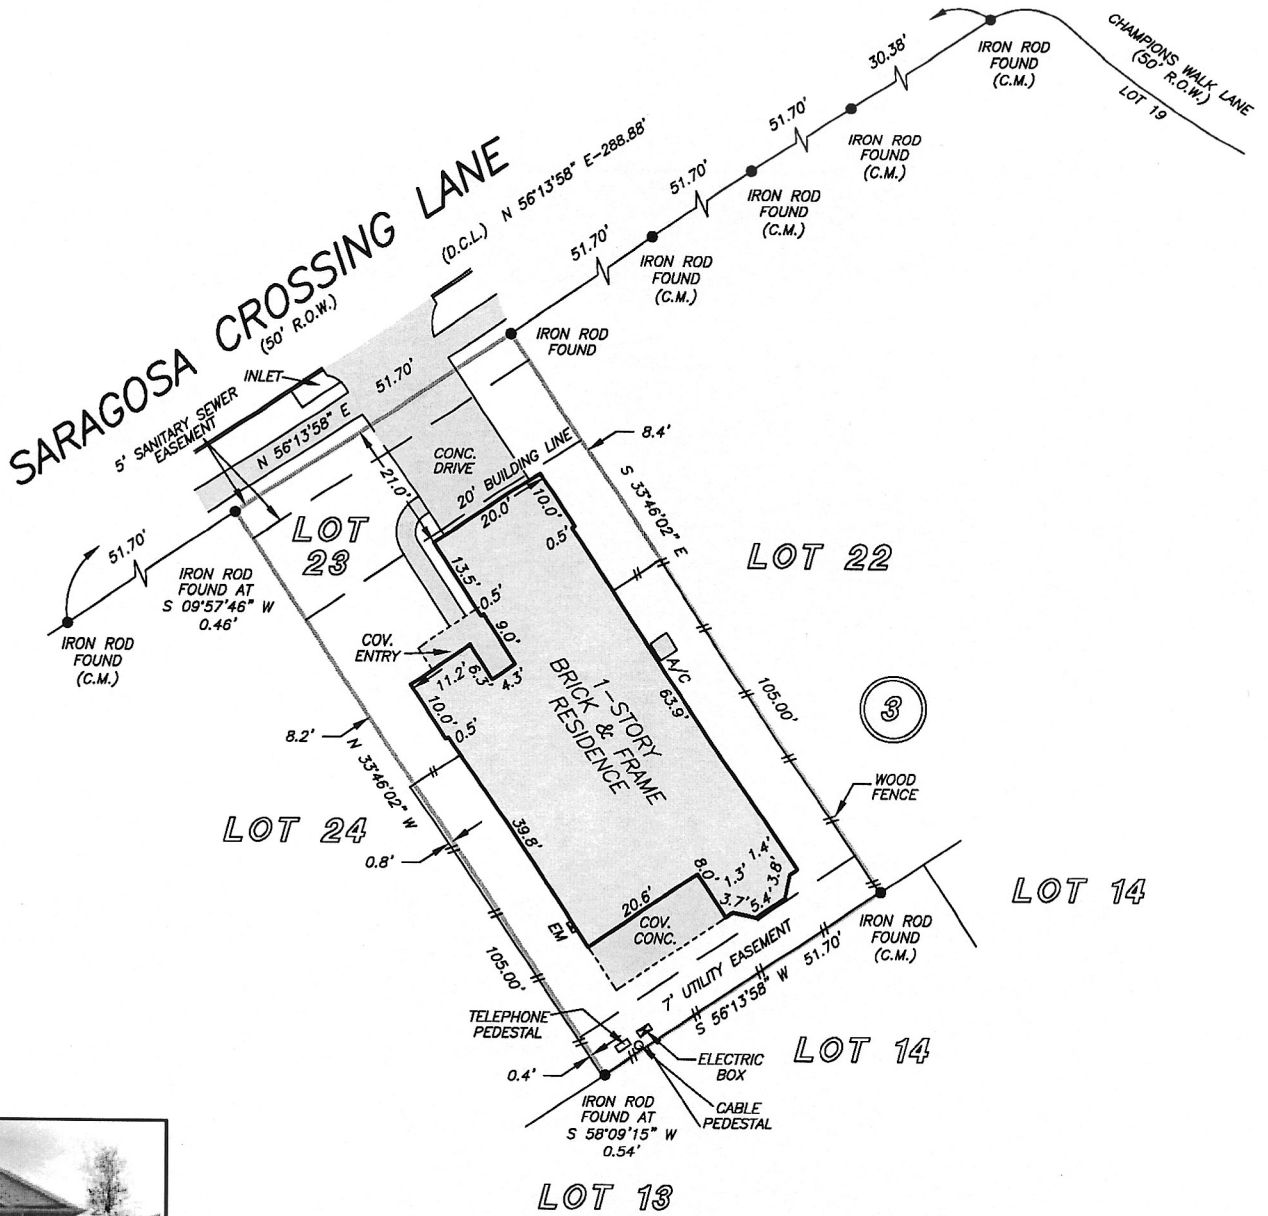 CHAMPIONS WALK LANE
(50' R.O.W.)
LOT 19
IRON ROD
FOUND
(C.M.)
30.38'
51.70'
IRON ROD
FOUND
(C.M.)
51.70'
IRON ROD
FOUND
(C.M.)
51.70'
IRON ROD
FOUND
(C.M.)
(D.C.L.) N 56°13'58" E-288.88'
SARAGOSA CROSSING LANE
(50' R.O.W.)
IRON ROD
FOUND
INLET
5' SANITARY SEWER
EASEMENT
N 56°13'58" E
51.70'
8.4'
CONC.
DRIVE
20' BUILDING LINE
21.0'
20.0'
10.0'
0.5'
S 33°46'02" E
LOT
23
LOT 22
51.70'
IRON ROD
FOUND AT
S 09°57'46" W
0.46'
IRON ROD
FOUND
(C.M.)
13.5'
0.5'
9.0'
COV.
ENTRY
11.2'
6.3'
4.3'
A/C
63.9'
1-STORY
BRICK & FRAME
RESIDENCE
105.00'
3
10.0'
0.5'
8.2'
N 33°46'02" W
WOOD
FENCE
LOT 24
0.8'
39.8'
8.0'
1.3'
1.4'
3.8'
3.7'
5.4'
20.6'
COV.
CONC.
EM
LOT 14
IRON ROD
FOUND
(C.M.)
105.00'
7' UTILITY EASEMENT
S 56°13'58" W
51.70'
TELEPHONE
PEDESTAL
LOT 14
ELECTRIC
BOX
0.4'
CABLE
PEDESTAL
IRON ROD
FOUND AT
S 58°09'15" W
0.54'
LOT 13